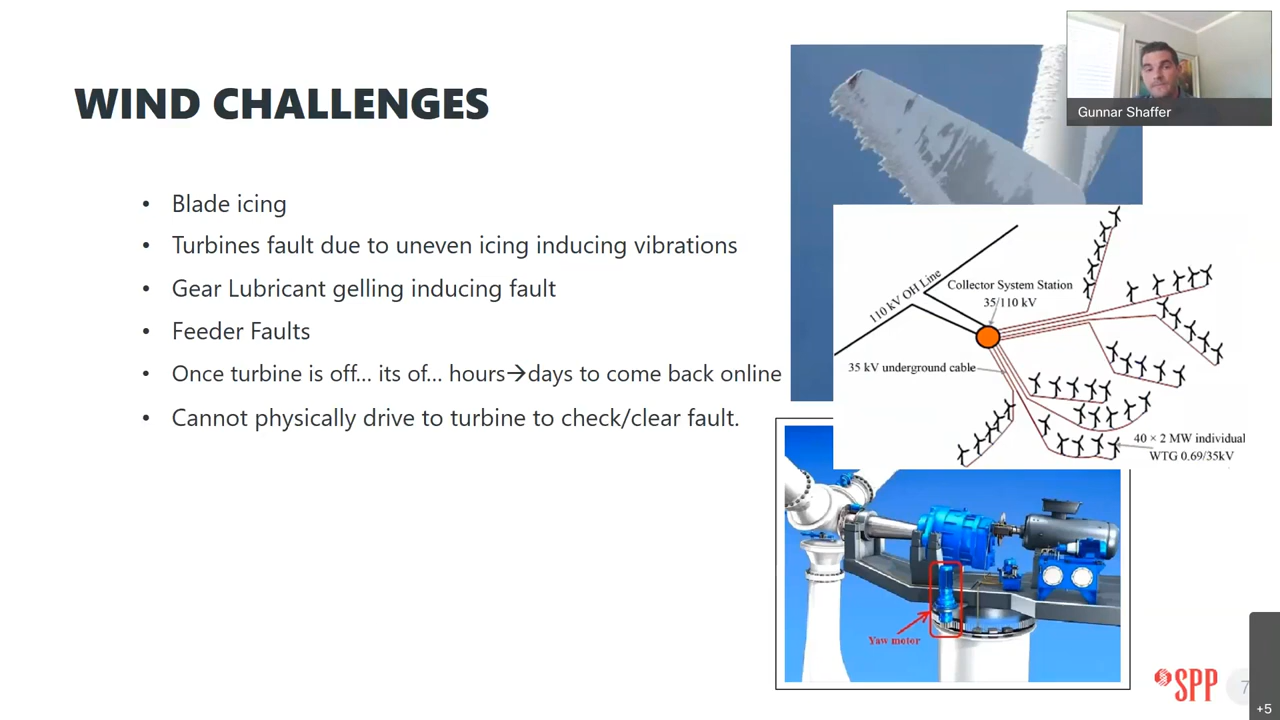 Gunnar Shaffer
WIND CHALLENGES
• Blade icing
• Turbines fault due to uneven icing inducing vibrations
• Gear Lubricant gelling inducing fault
• Feeder Faults
• Once turbine is off... its of... hours→days to come back online
• Cannot physically drive to turbine to check/clear fault.
110 kV OH Line
Collector System Station
35/110 kV
35 kV underground cable
40 × 2 MW individual
WTG 0.69/35kV
Yaw motor
SPP
7
+5